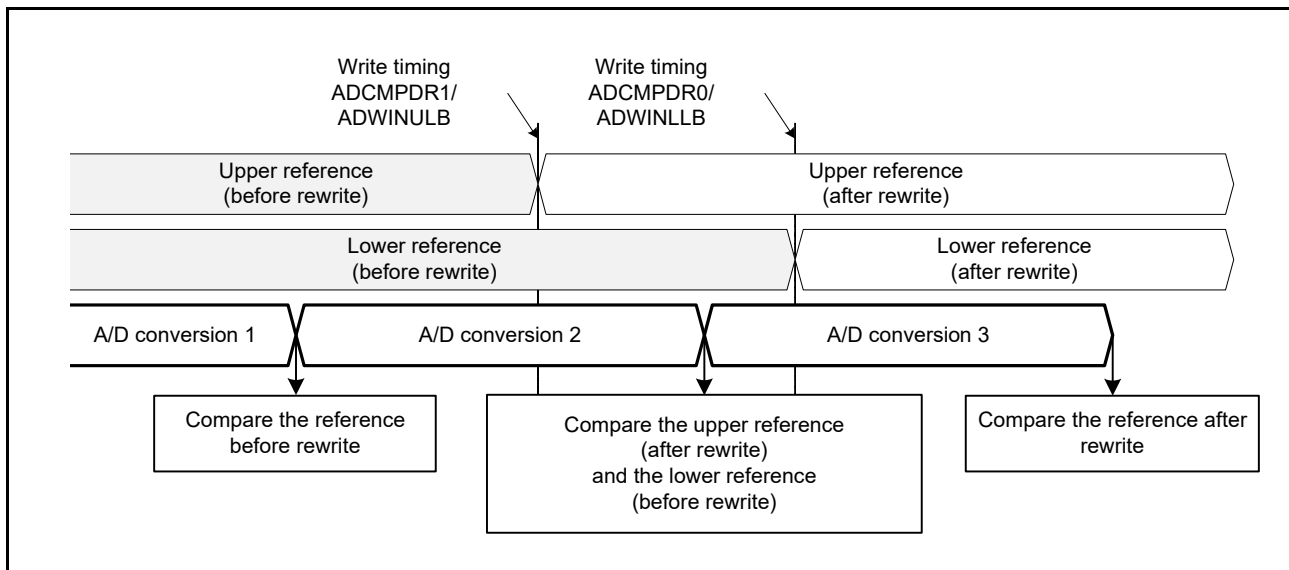 Write timing
ADCMPDR1/
ADWINULB
Write timing
ADCMPDR0/
ADWINLLB
Upper reference
(before rewrite)
Upper reference
(after rewrite)
Lower reference
(before rewrite)
Lower reference
(after rewrite)
A/D conversion 1
A/D conversion 2
A/D conversion 3
Compare the reference
before rewrite
Compare the upper reference
(after rewrite)
and the lower reference
(before rewrite)
Compare the reference after
rewrite